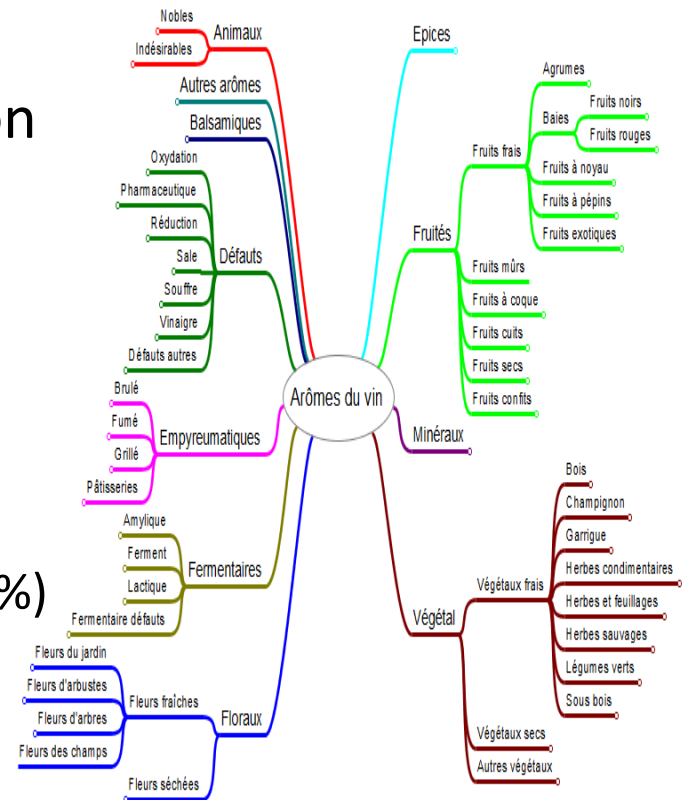 on
%)
Arômes du vin
Animaux
Nobles
Indésirables
Autres arômes
Balsamiques
Défauts
Oxydation
Pharmaceutique
Réduction
Sale
Souffre
Vinaigre
Défauts autres
Empyreumatiques
Brulé
Fumé
Grillé
Pâtisseries
Fermentaires
Amylique
Ferment
Lactique
Fermentaire défauts
Floraux
Fleurs fraîches
Fleurs du jardin
Fleurs d'arbustes
Fleurs d'arbres
Fleurs des champs
Fleurs séchées
Epices
Fruités
Fruits frais
Agrumes
Baies
Fruits noirs
Fruits rouges
Fruits à noyau
Fruits à pépins
Fruits exotiques
Fruits mûrs
Fruits à coque
Fruits cuits
Fruits secs
Fruits confits
Minéraux
Végétal
Végétaux frais
Bois
Champignon
Garrigue
Herbes condimentaires
Herbes et feuillages
Herbes sauvages
Légumes verts
Sous bois
Végétaux secs
Autres végétaux